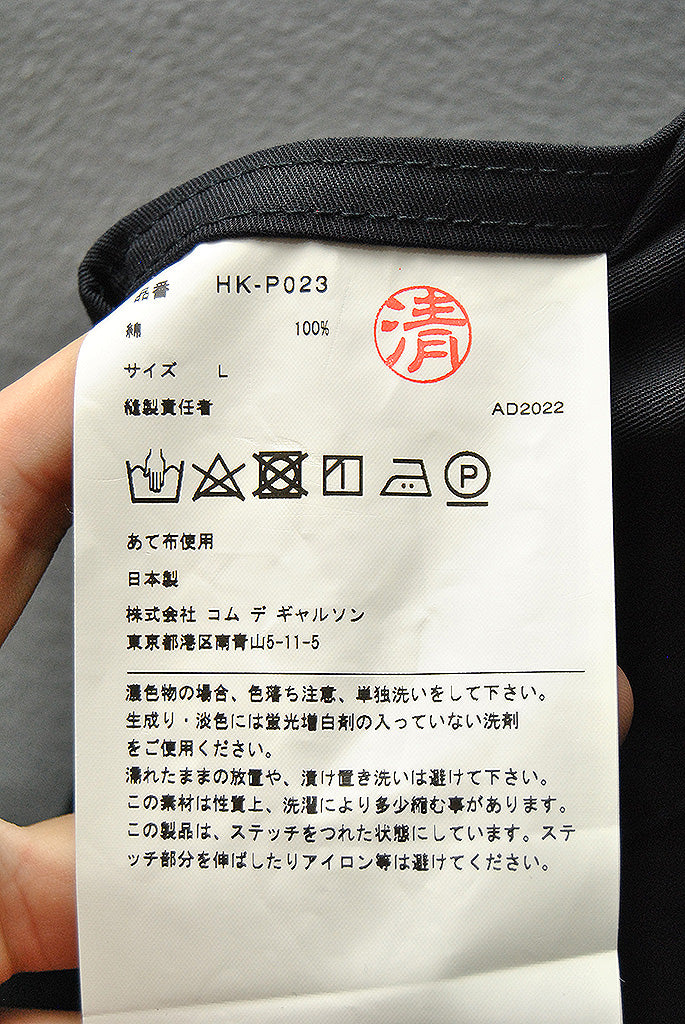 品番 HK-P023
清
綿 100%
サイズ L
縫製責任者 AD2022
P
あて布使用
日本製
株式会社 コム デ ギャルソン
東京都港区南青山5-11-5
濃色物の場合、色落ち注意、単独洗いをして下さい。
生成り・淡色には蛍光増白剤の入っていない洗剤
をご使用ください。
濡れたままの放置や、漬け置き洗いは避けて下さい。
この素材は性質上、洗濯により多少縮む事があります。
この製品は、ステッチをつれた状態にしています。ステ
ッチ部分を伸ばしたりアイロン等は避けてください。